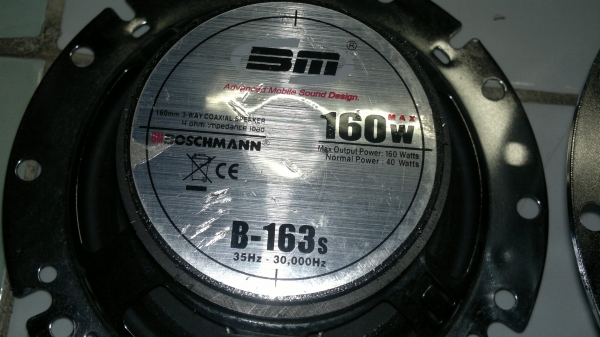 BM ®
Advanced Mobile Sound Design.
160mm 3-WAY COAXIAL SPEAKER
4 ohm impedance load
MAX
160W
BOSCHMANN
Max Output Power: 160 Watts
Normal Power : 40 Watts
CE
B-163s
35Hz - 30,000Hz